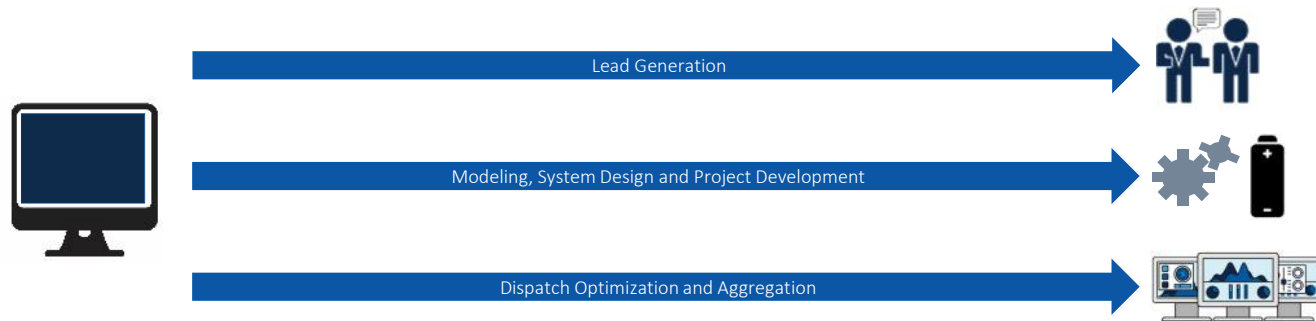 Lead Generation
Modeling, System Design and Project Development
Dispatch Optimization and Aggregation